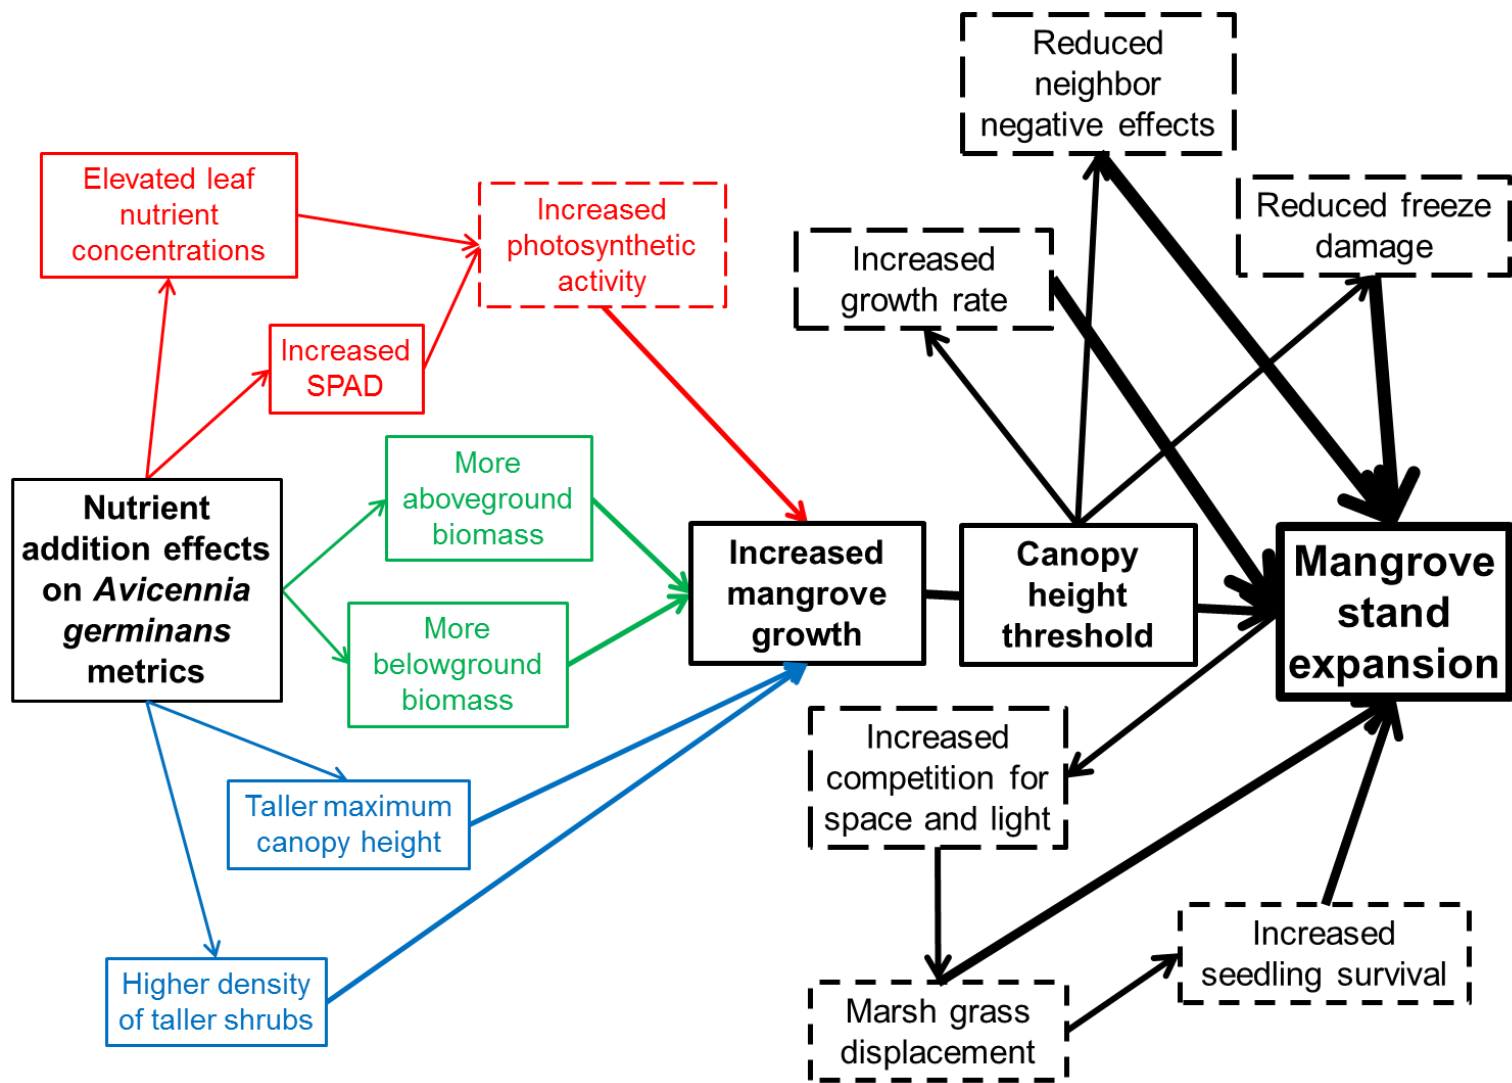 Reduced
neighbor
negative effects
Elevated leaf
nutrient
concentrations
Increased
photosynthetic
activity
Increased
growth rate
Reduced freeze
damage
Increased
SPAD
More
aboveground
biomass
Nutrient
addition effects
on Avicennia
germinans
metrics
More
belowground
biomass
Increased
mangrove
growth
Canopy
height
threshold
Mangrove
stand
expansion
Taller maximum
canopy height
Increased
competition for
space and light
Higher density
of taller shrubs
Marsh grass
displacement
Increased
seedling survival